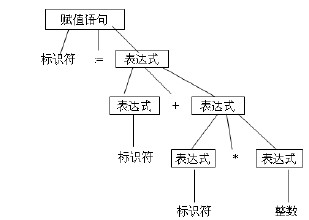 赋值语句
标识符 := 表达式
表达式 + 表达式
标识符 表达式 * 表达式
标识符 整数